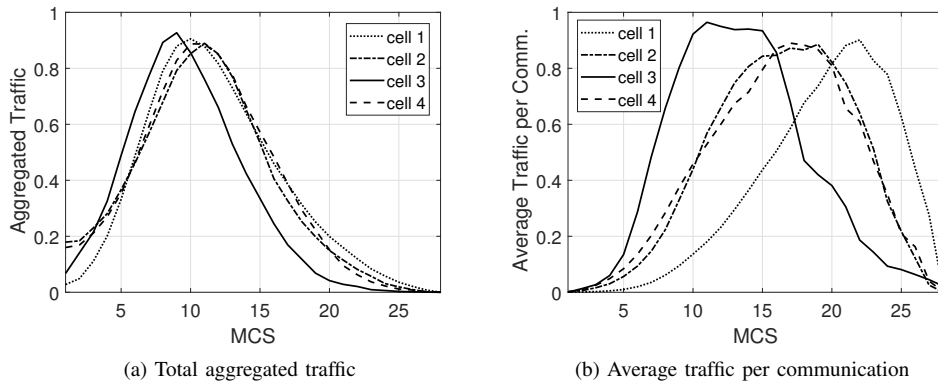 1
0.8
0.6
0.4
0.2
0
Aggregated Traffic
5 10 15 20 25
MCS
cell 1
cell 2
cell 3
cell 4
(a) Total aggregated traffic
1
0.8
0.6
0.4
0.2
0
Average Traffic per Comm.
5 10 15 20 25
MCS
cell 1
cell 2
cell 3
cell 4
(b) Average traffic per communication